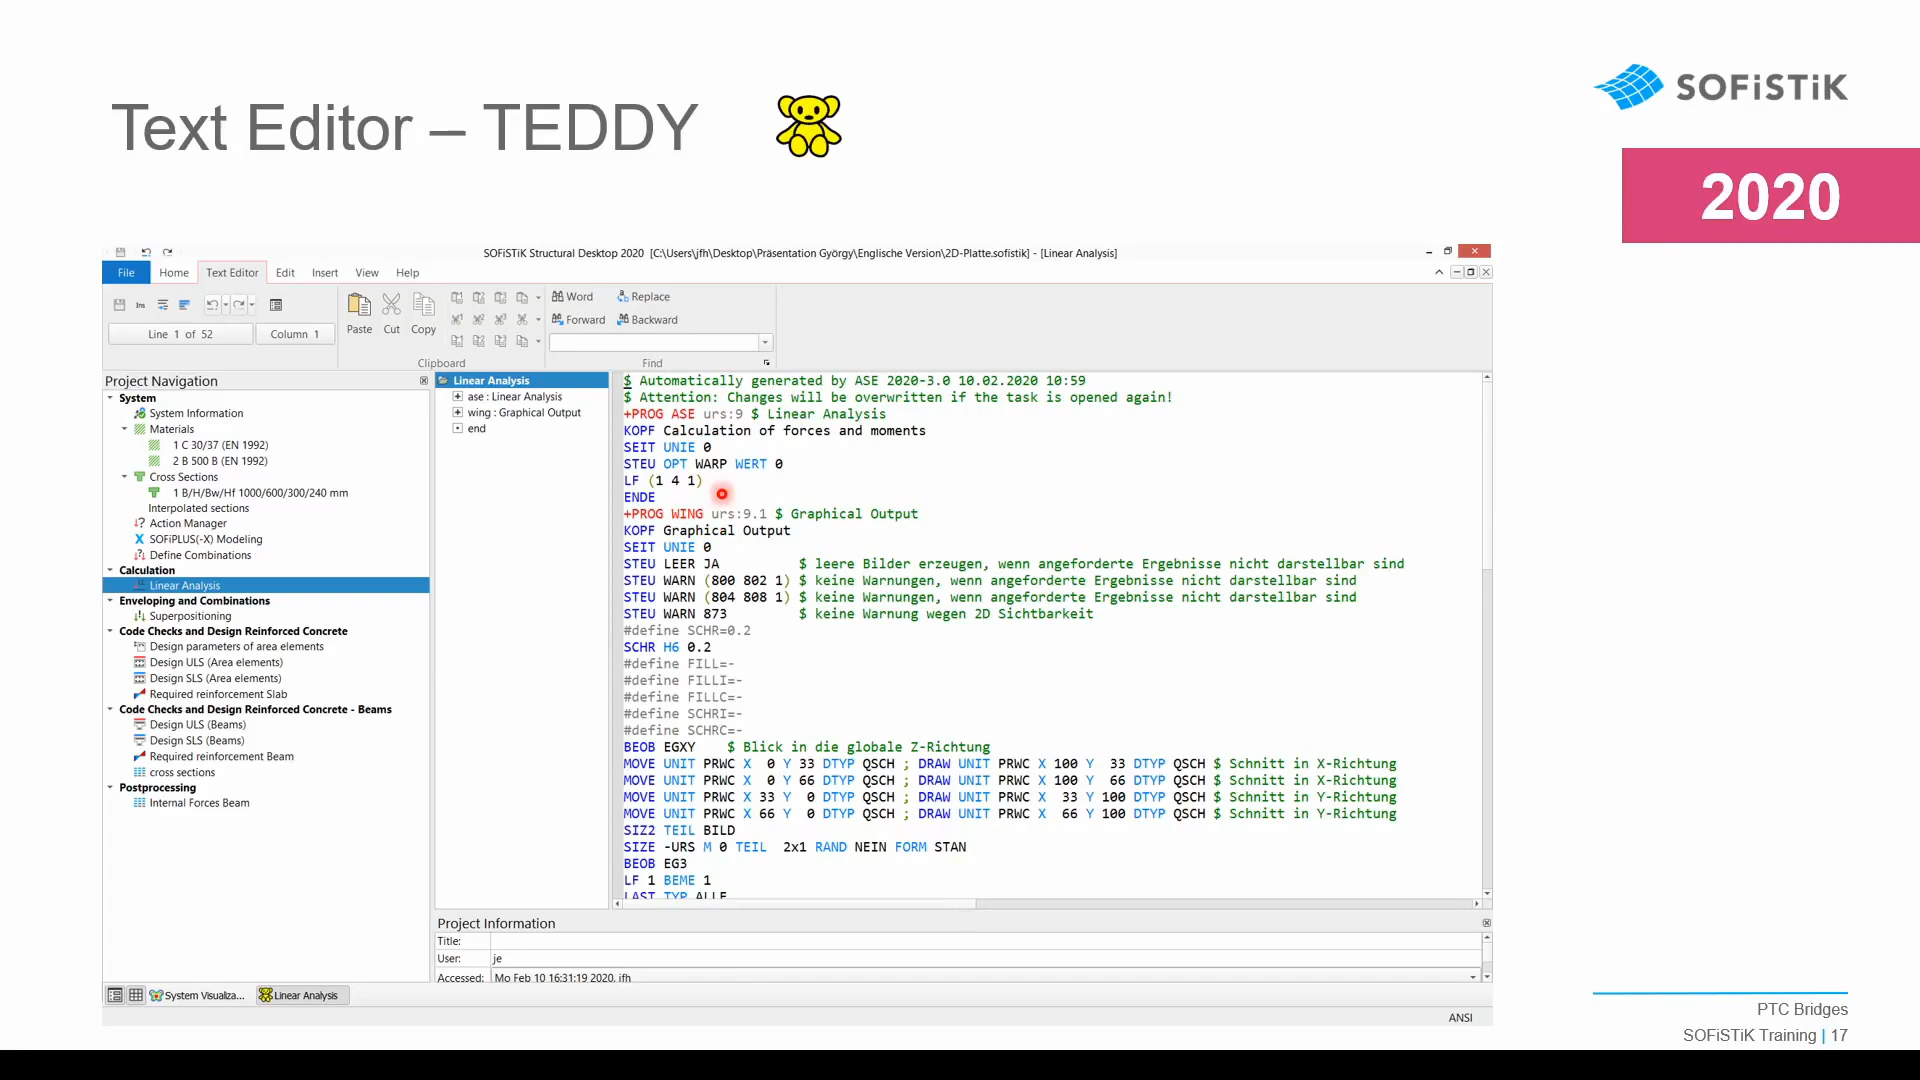 Text Editor – TEDDY
SOFiSTiK
2020
SOFiSTiK Structural Desktop 2020 [C:\Users\jfh\Desktop\Präsentation György\Englische Version\2D-Platte.sofistik] - [Linear Analysis]
File Home Text Editor Edit Insert View Help
Ins
Line 1 of 52 Column 1
Paste Cut Copy
Clipboard
Word Replace
Forward Backward
Find
Project Navigation
System
System Information
Materials
1 C 30/37 (EN 1992)
2 B 500 B (EN 1992)
Cross Sections
1 B/H/Bw/Hf 1000/600/300/240 mm
Interpolated sections
Action Manager
SOFiPLUS(-X) Modeling
Define Combinations
Calculation
Linear Analysis
Enveloping and Combinations
Superpositioning
Code Checks and Design Reinforced Concrete
Design parameters of area elements
Design ULS (Area elements)
Design SLS (Area elements)
Required reinforcement Slab
Code Checks and Design Reinforced Concrete - Beams
Design ULS (Beams)
Design SLS (Beams)
Required reinforcement Beam
cross sections
Postprocessing
Internal Forces Beam
Linear Analysis
ase : Linear Analysis
wing : Graphical Output
end
$ Automatically generated by ASE 2020-3.0 10.02.2020 10:59
$ Attention: Changes will be overwritten if the task is opened again!
+PROG ASE urs:9 $ Linear Analysis
KOPF Calculation of forces and moments
SEIT UNIE 0
STEU OPT WARP WERT 0
LF (1 4 1)
ENDE
+PROG WING urs:9.1 $ Graphical Output
KOPF Graphical Output
SEIT UNIE 0
STEU LEER JA $ leere Bilder erzeugen, wenn angeforderte Ergebnisse nicht darstellbar sind
STEU WARN (800 802 1) $ keine Warnungen, wenn angeforderte Ergebnisse nicht darstellbar sind
STEU WARN (804 808 1) $ keine Warnungen, wenn angeforderte Ergebnisse nicht darstellbar sind
STEU WARN 873 $ keine Warnung wegen 2D Sichtbarkeit
#define SCHR=0.2
SCHR H6 0.2
#define FILL=-
#define FILLI=-
#define FILLC=-
#define SCHRI=-
#define SCHRC=-
BEOB EGXY $ Blick in die globale Z-Richtung
MOVE UNIT PRWC X 0 Y 33 DTYP QSCH ; DRAW UNIT PRWC X 100 Y 33 DTYP QSCH $ Schnitt in X-Richtung
MOVE UNIT PRWC X 0 Y 66 DTYP QSCH ; DRAW UNIT PRWC X 100 Y 66 DTYP QSCH $ Schnitt in X-Richtung
MOVE UNIT PRWC X 33 Y 0 DTYP QSCH ; DRAW UNIT PRWC X 33 Y 100 DTYP QSCH $ Schnitt in Y-Richtung
MOVE UNIT PRWC X 66 Y 0 DTYP QSCH ; DRAW UNIT PRWC X 66 Y 100 DTYP QSCH $ Schnitt in Y-Richtung
SIZ2 TEIL BILD
SIZE -URS M 0 TEIL 2x1 RAND NEIN FORM STAN
BEOB EG3
LF 1 BEME 1
LAST TYP ALLE
Project Information
Title:
User: je
Accessed: Mo Feb 10 16:31:19 2020, jfh
System Visualiza... Linear Analysis
ANSI
PTC Bridges
SOFiSTiK Training | 17